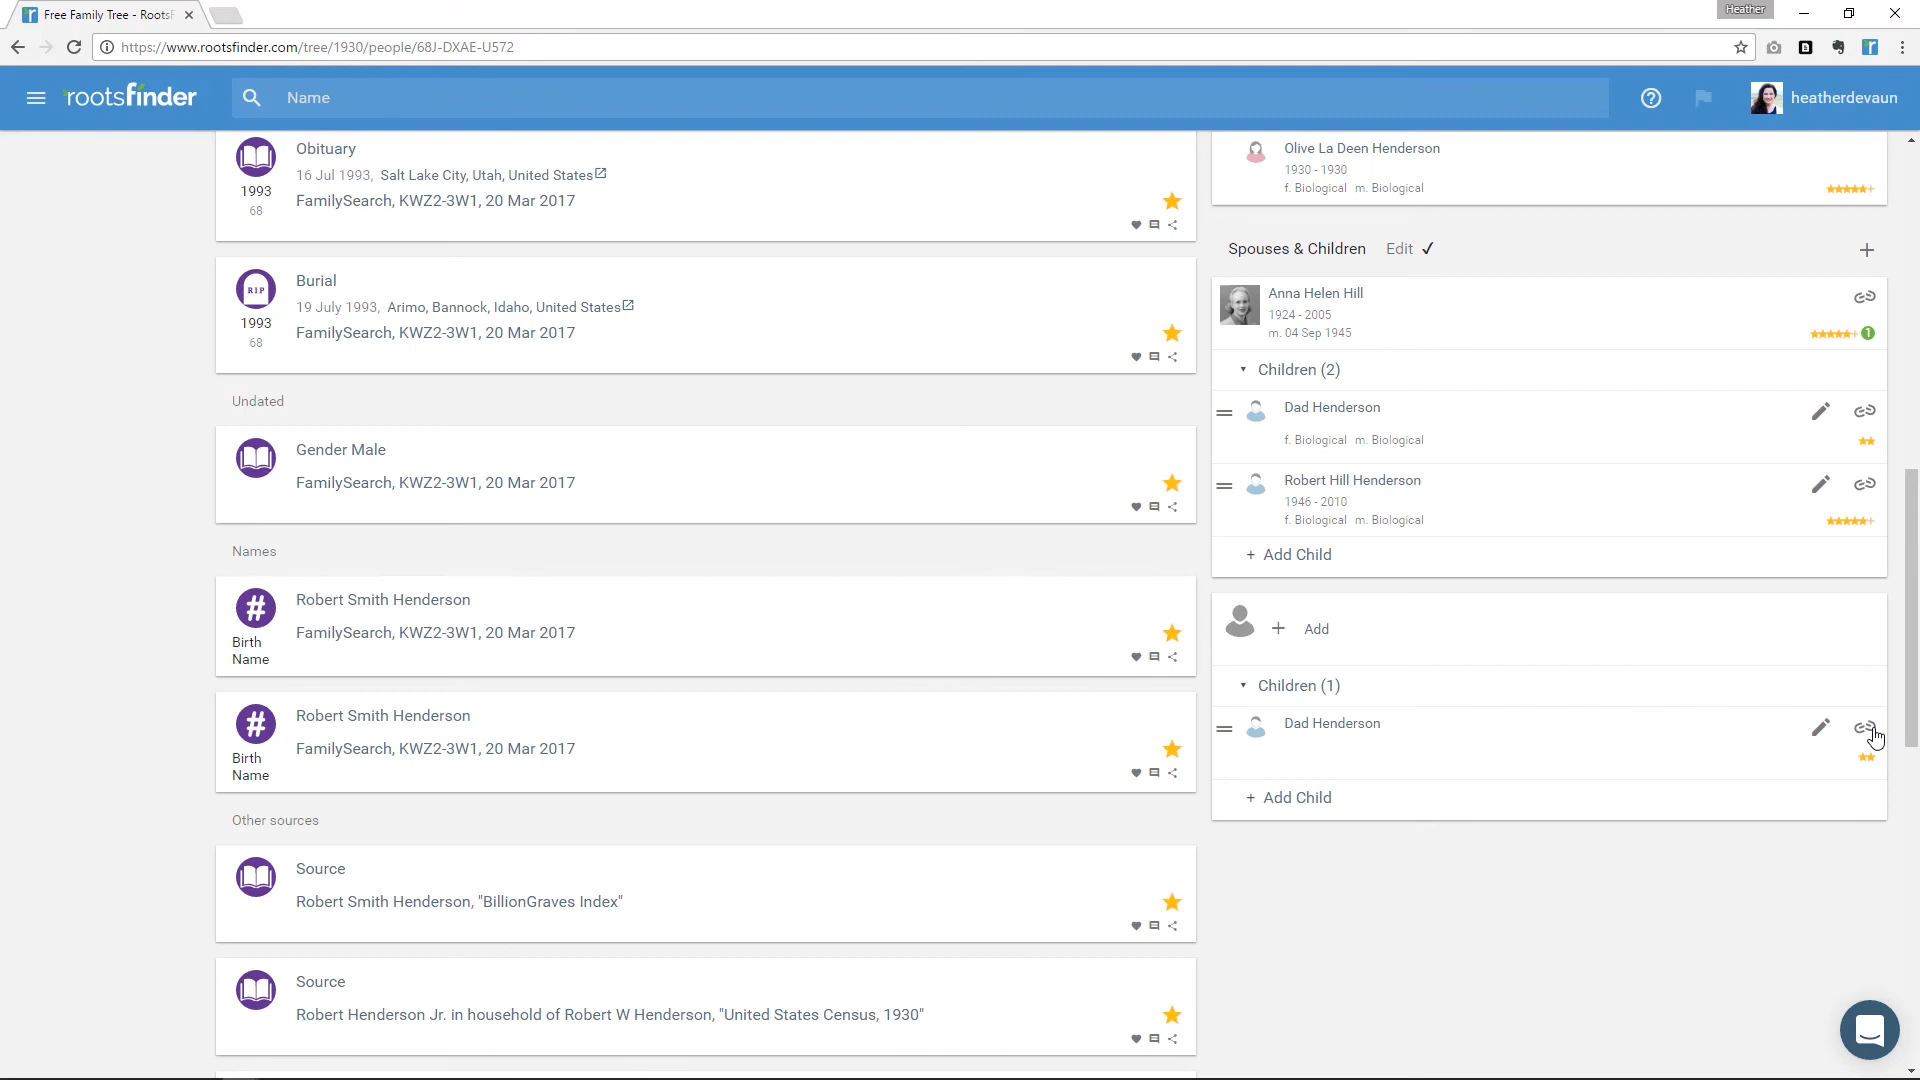 Free Family Tree - RootsF
Heather
https://www.rootsfinder.com/tree/1930/people/68J-DXAE-U572
rootsfinder
Name
heatherdevaun
Obituary
16 Jul 1993, Salt Lake City, Utah, United States
1993
68
FamilySearch, KWZ2-3W1, 20 Mar 2017
Burial
RIP
19 July 1993, Arimo, Bannock, Idaho, United States
1993
68
FamilySearch, KWZ2-3W1, 20 Mar 2017
Undated
Gender Male
FamilySearch, KWZ2-3W1, 20 Mar 2017
Names
#
Robert Smith Henderson
FamilySearch, KWZ2-3W1, 20 Mar 2017
Birth
Name
#
Robert Smith Henderson
FamilySearch, KWZ2-3W1, 20 Mar 2017
Birth
Name
Other sources
Source
Robert Smith Henderson, "BillionGraves Index"
Source
Robert Henderson Jr. in household of Robert W Henderson, "United States Census, 1930"
Olive La Deen Henderson
1930 - 1930
f. Biological m. Biological
Spouses & Children Edit ✓
Anna Helen Hill
1924 - 2005
m. 04 Sep 1945
1
Children (2)
Dad Henderson
f. Biological m. Biological
Robert Hill Henderson
1946 - 2010
f. Biological m. Biological
+ Add Child
+ Add
Children (1)
Dad Henderson
+ Add Child